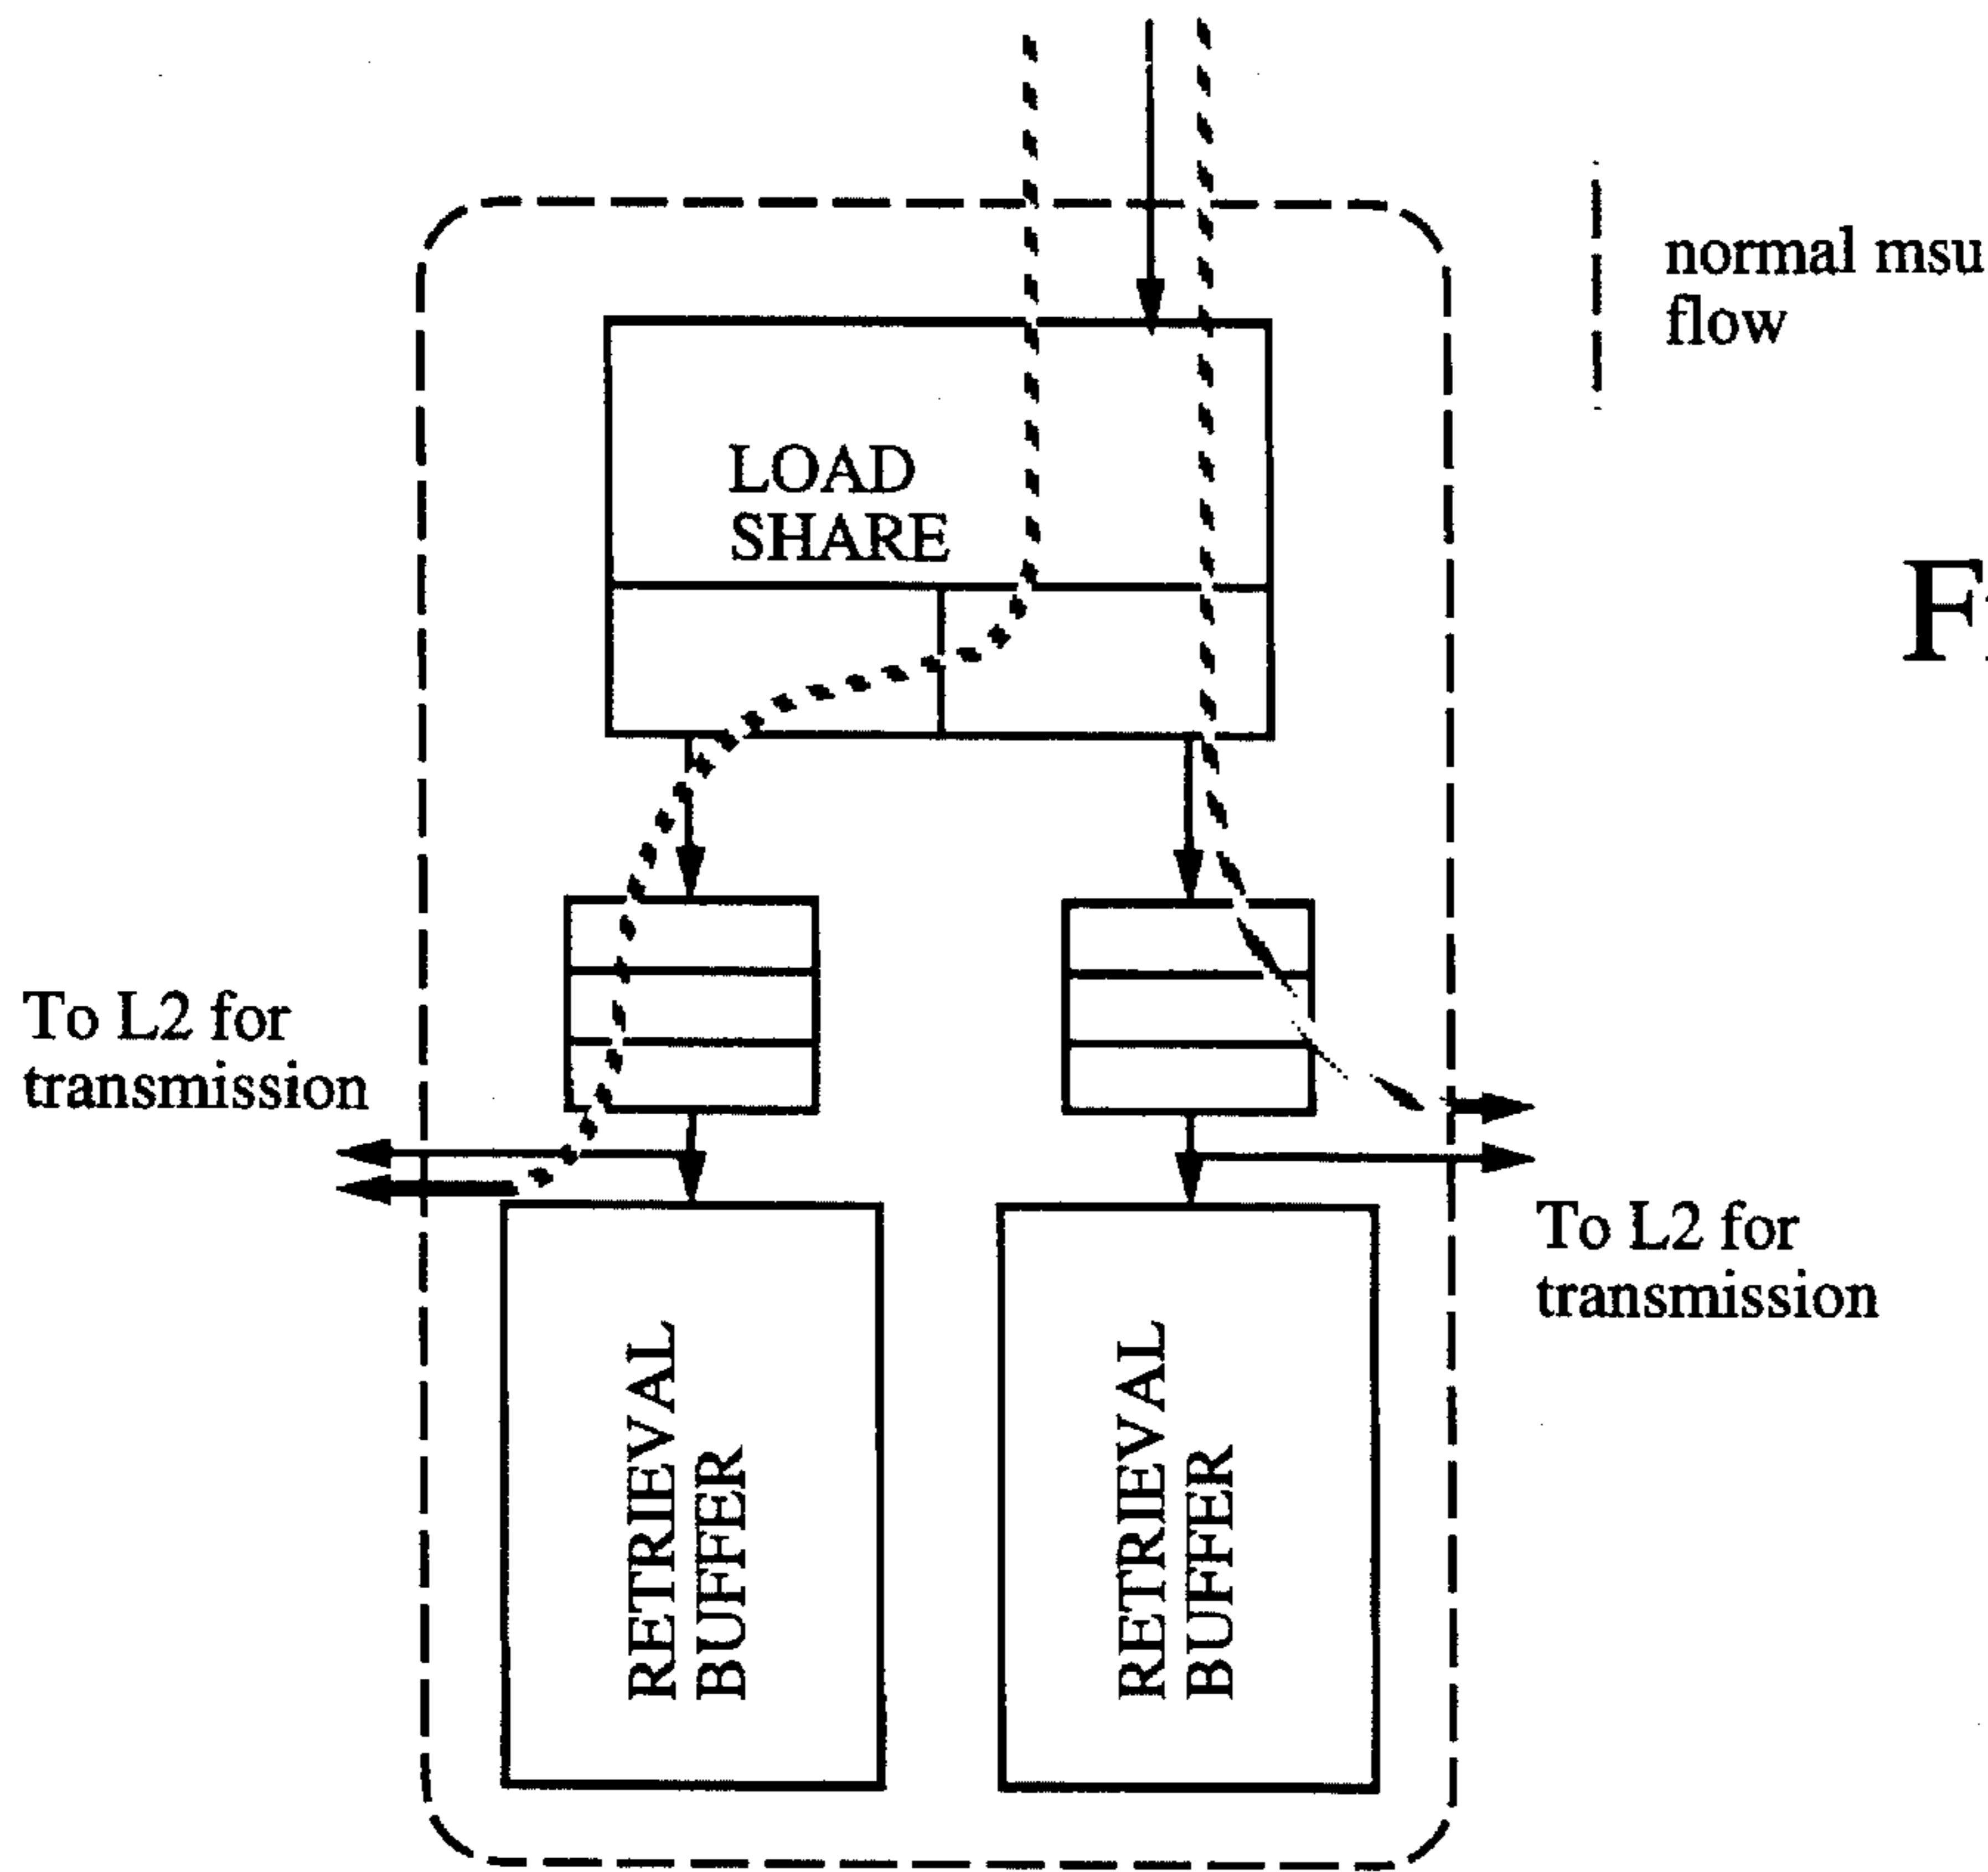 normal msu
flow
LOAD
SHARE
To L2 for
transmission
To L2 for
transmission
RETRIEVAL
BUFFER
RETRIEVAL
BUFFER